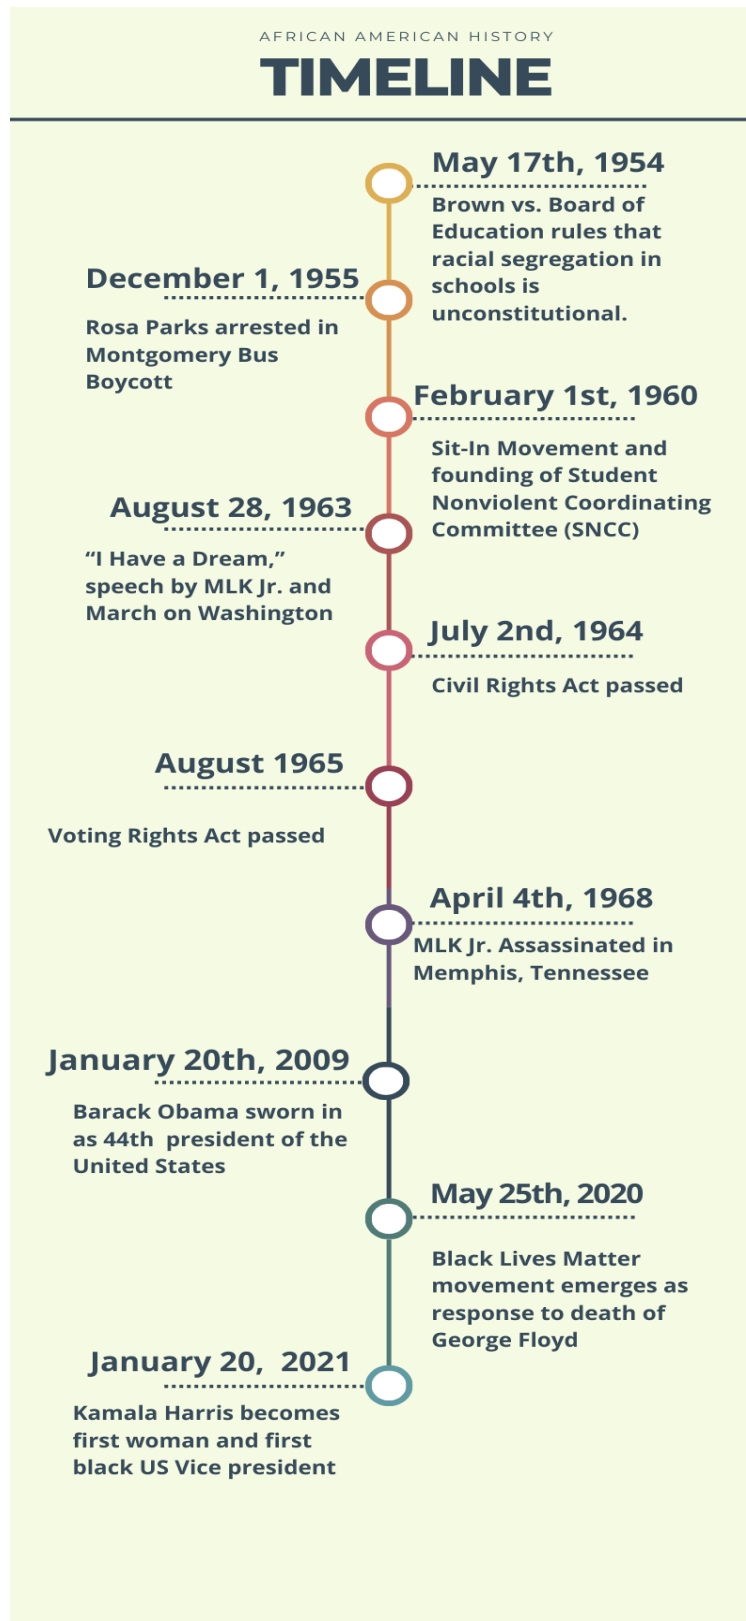 AFRICAN AMERICAN HISTORY
TIMELINE
May 17th, 1954
Brown vs. Board of
Education rules that
racial segregation in
schools is
unconstitutional.
December 1, 1955
Rosa Parks arrested in
Montgomery Bus
Boycott
February 1st, 1960
Sit-In Movement and
founding of Student
Nonviolent Coordinating
Committee (SNCC)
August 28, 1963
“I Have a Dream,”
speech by MLK Jr. and
March on Washington
July 2nd, 1964
Civil Rights Act passed
August 1965
Voting Rights Act passed
April 4th, 1968
MLK Jr. Assassinated in
Memphis, Tennessee
January 20th, 2009
Barack Obama sworn in
as 44th  president of the
United States
May 25th, 2020
Black Lives Matter
movement emerges as
response to death of
George Floyd
January 20,  2021
Kamala Harris becomes
first woman and first
black US Vice president